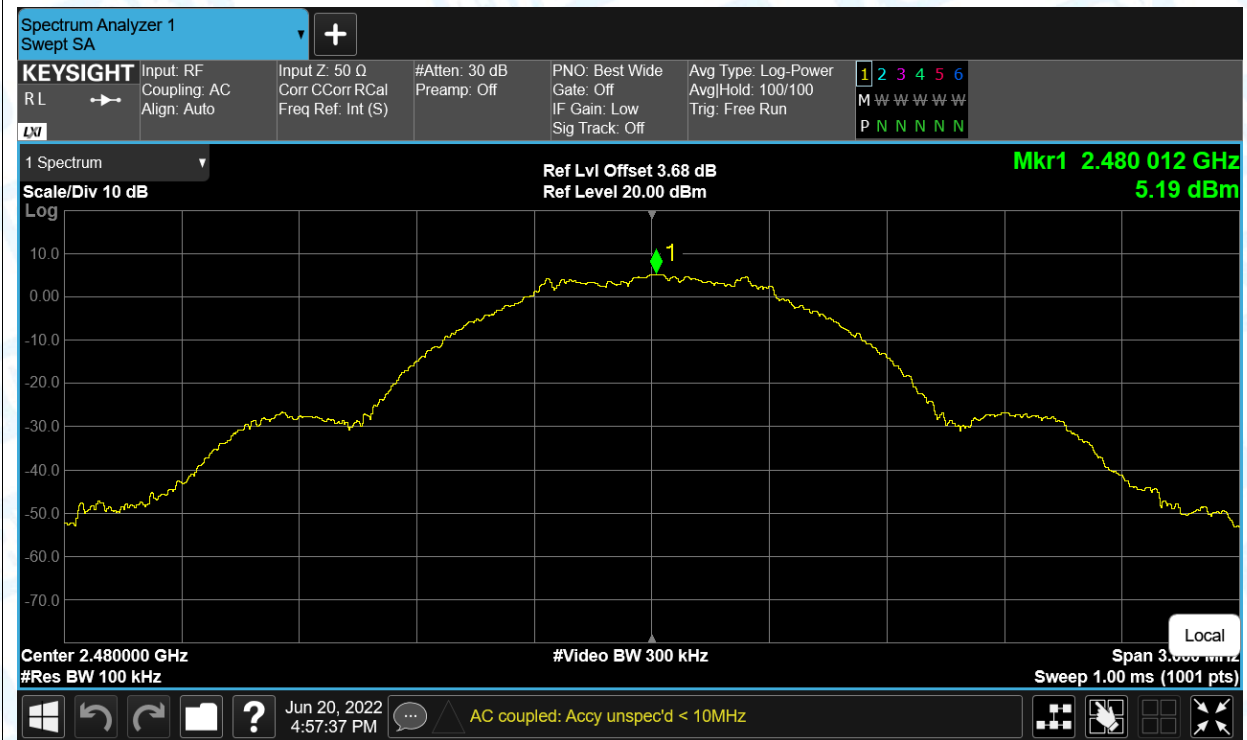 Spectrum Analyzer 1
Swept SA
▼
+
KEYSIGHT
R L
LXI
Input: RF
Coupling: AC
Align: Auto
Input Z: 50 Ω
Corr CCorr RCal
Freq Ref: Int (S)
#Atten: 30 dB
Preamp: Off
PNO: Best Wide
Gate: Off
IF Gain: Low
Sig Track: Off
Avg Type: Log-Power
Avg|Hold: 100/100
Trig: Free Run
1 2 3 4 5 6
M W W W W W
P N N N N N
1 Spectrum ▼
Scale/Div 10 dB
Log
Ref Lvl Offset 3.68 dB
Ref Level 20.00 dBm
Mkr1 2.480 012 GHz
5.19 dBm
1
10.0
0.00
-10.0
-20.0
-30.0
-40.0
-50.0
-60.0
-70.0
Local
Center 2.480000 GHz
#Res BW 100 kHz
#Video BW 300 kHz
Span 3.000 MHz
Sweep 1.00 ms (1001 pts)
?
Jun 20, 2022
4:57:37 PM
AC coupled: Accy unspec'd < 10MHz